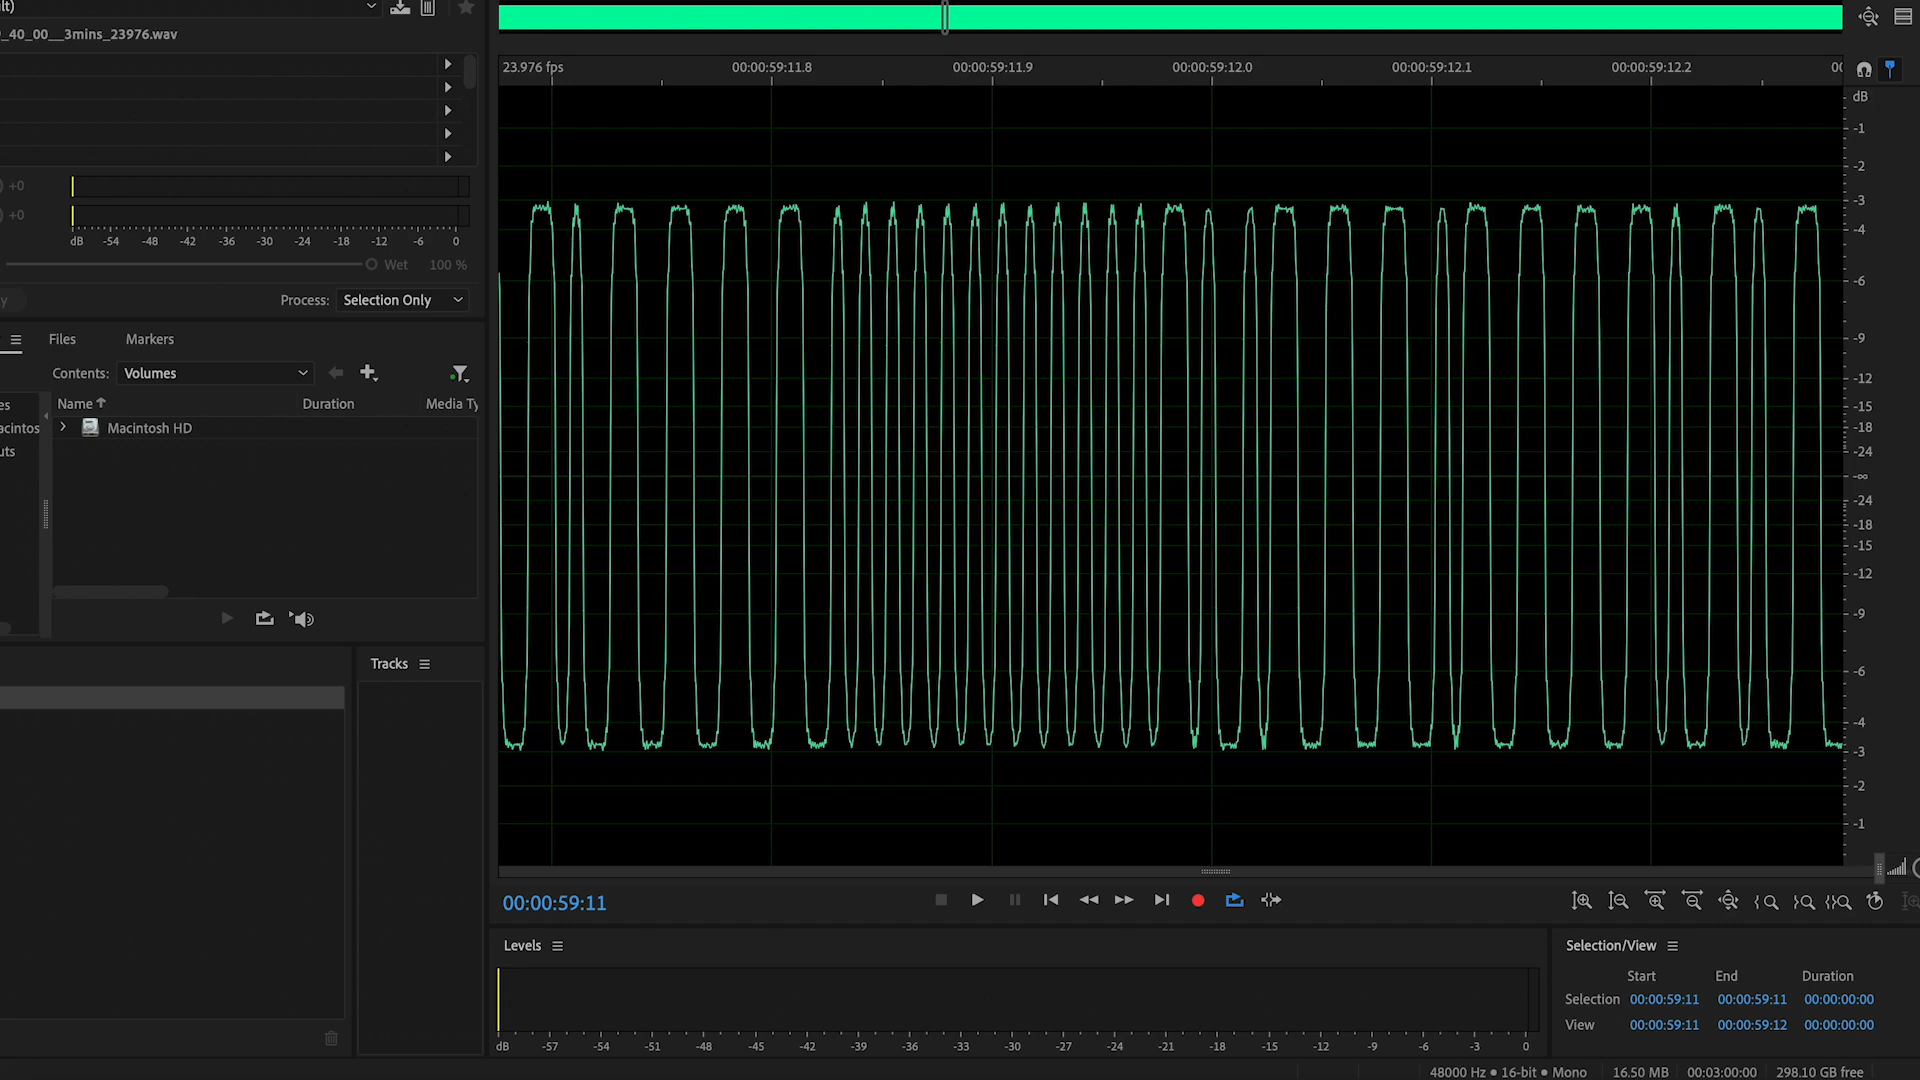 lt)
_40_00__3mins_23976.wav
+0
+0
dB -54 -48 -42 -36 -30 -24 -18 -12 -6 0
Wet 100 %
Process: Selection Only
Files Markers
Contents: Volumes
Name Duration Media Ty
Macintosh HD
es
acintos
uts
Tracks
23.976 fps 00:00:59:11.8 00:00:59:11.9 00:00:59:12.0 00:00:59:12.1 00:00:59:12.2 00
dB
-1
-2
-3
-4
-6
-9
-12
-15
-18
-24
-∞
-24
-18
-15
-12
-9
-6
-4
-3
-2
-1
00:00:59:11
Levels
dB -57 -54 -51 -48 -45 -42 -39 -36 -33 -30 -27 -24 -21 -18 -15 -12 -9 -6 -3 0
Selection/View
Start End Duration
Selection 00:00:59:11 00:00:59:11 00:00:00:00
View 00:00:59:11 00:00:59:12 00:00:00:00
48000 Hz • 16-bit • Mono 16.50 MB 00:03:00:00 298.10 GB free